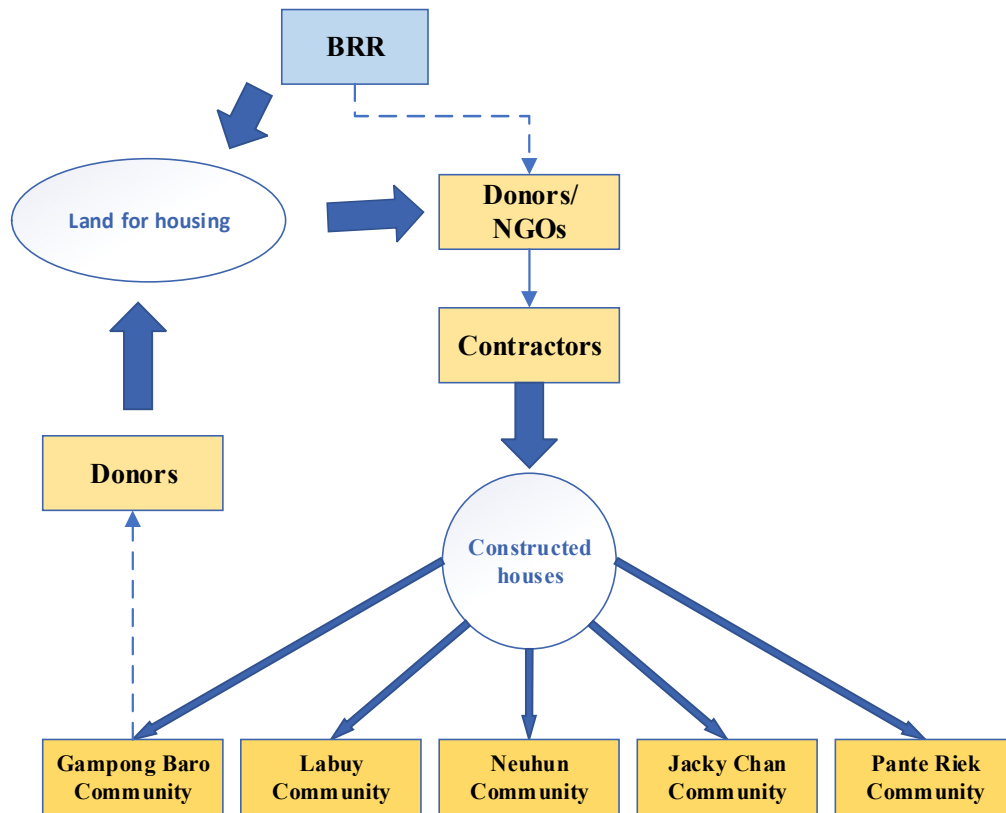 BRR
Land for housing
Donors/
NGOs
Contractors
Donors
Constructed
houses
Gampong Baro
Community
Labuy
Community
Neuhun
Community
Jacky Chan
Community
Pante Riek
Community